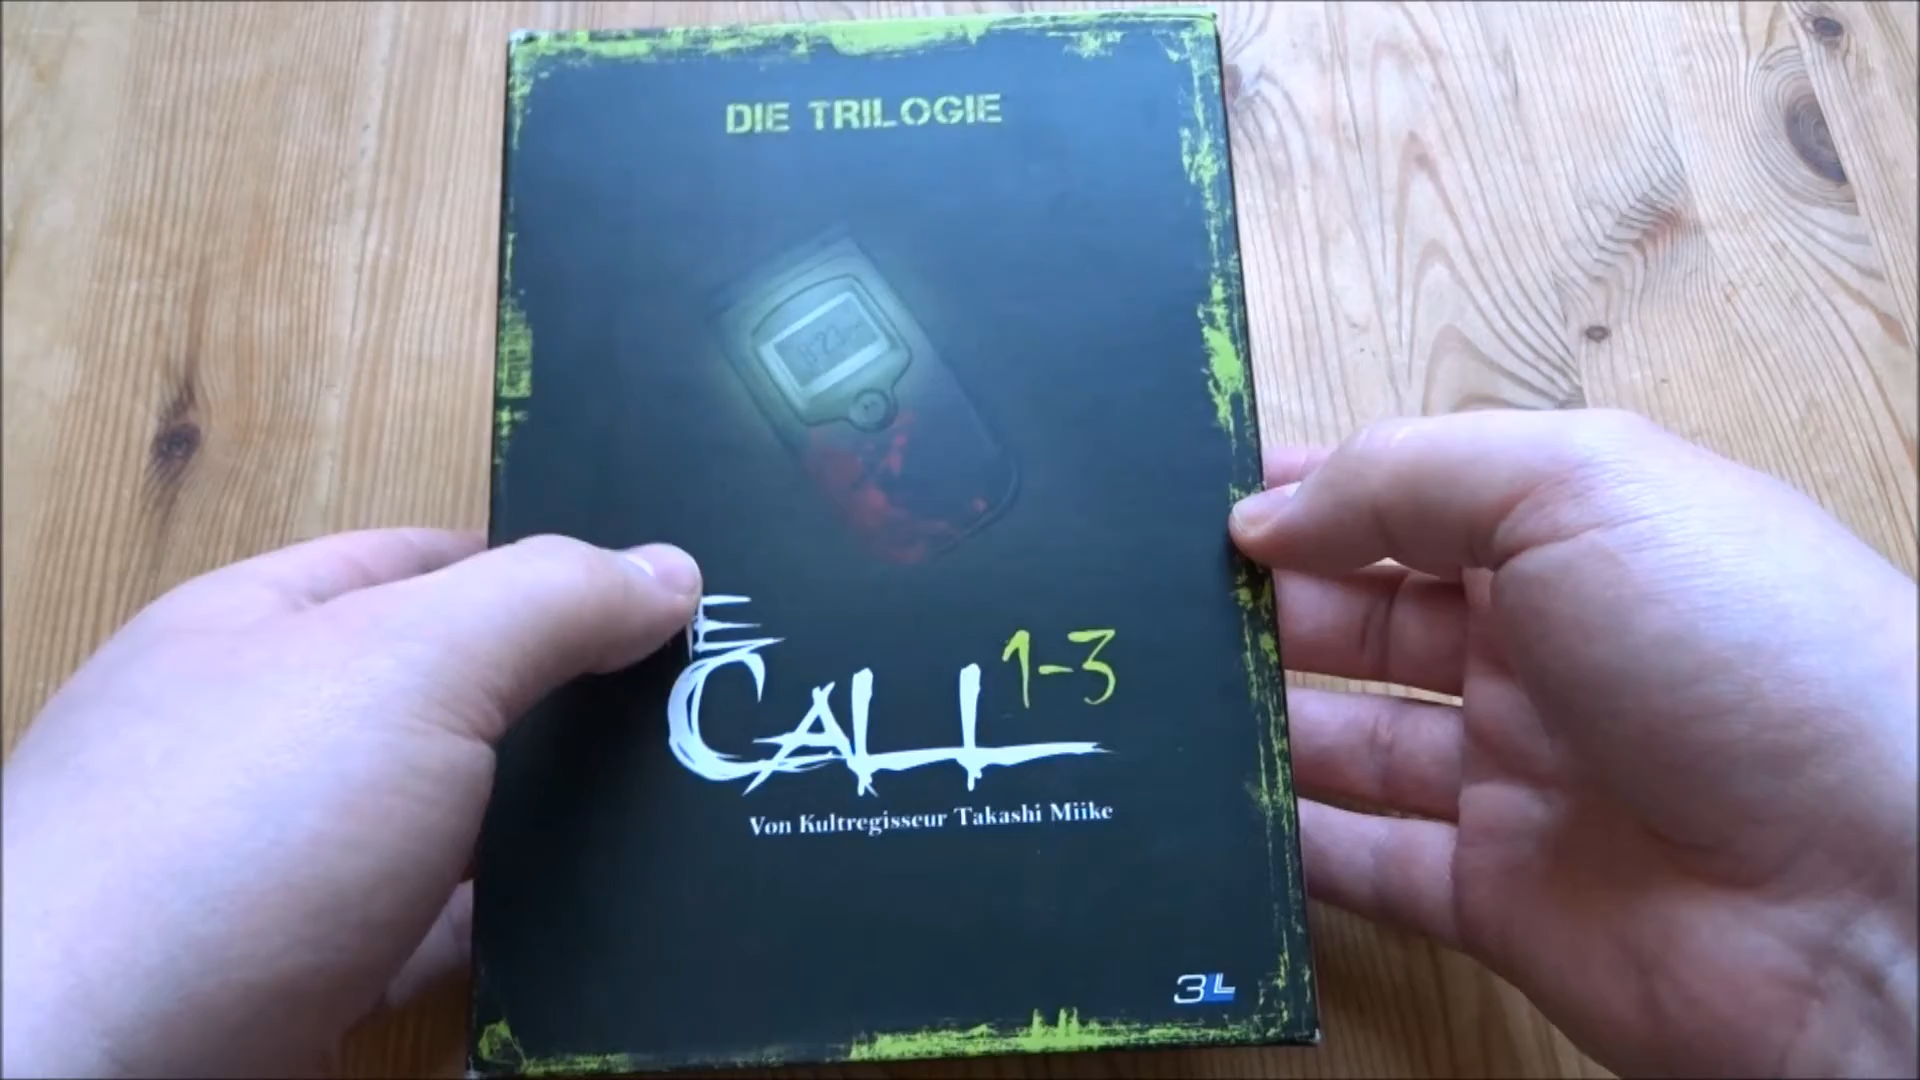 DIE TRILOGIE
E
CALL 1-3
Von Kultregisseur Takashi Miike
3L